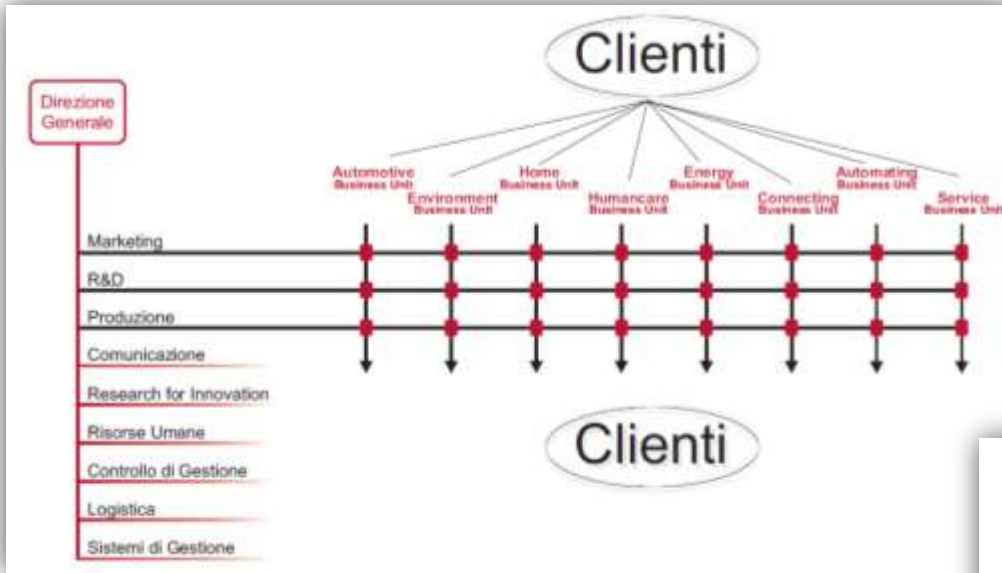 Clienti
Direzione
Generale
Automotive
Business Unit
Environment
Business Unit
Home
Business Unit
Humancare
Business Unit
Energy
Business Unit
Connecting
Business Unit
Automating
Business Unit
Service
Business Unit
Marketing
R&D
Produzione
Comunicazione
Research for Innovation
Risorse Umane
Controllo di Gestione
Logistica
Sistemi di Gestione
Clienti